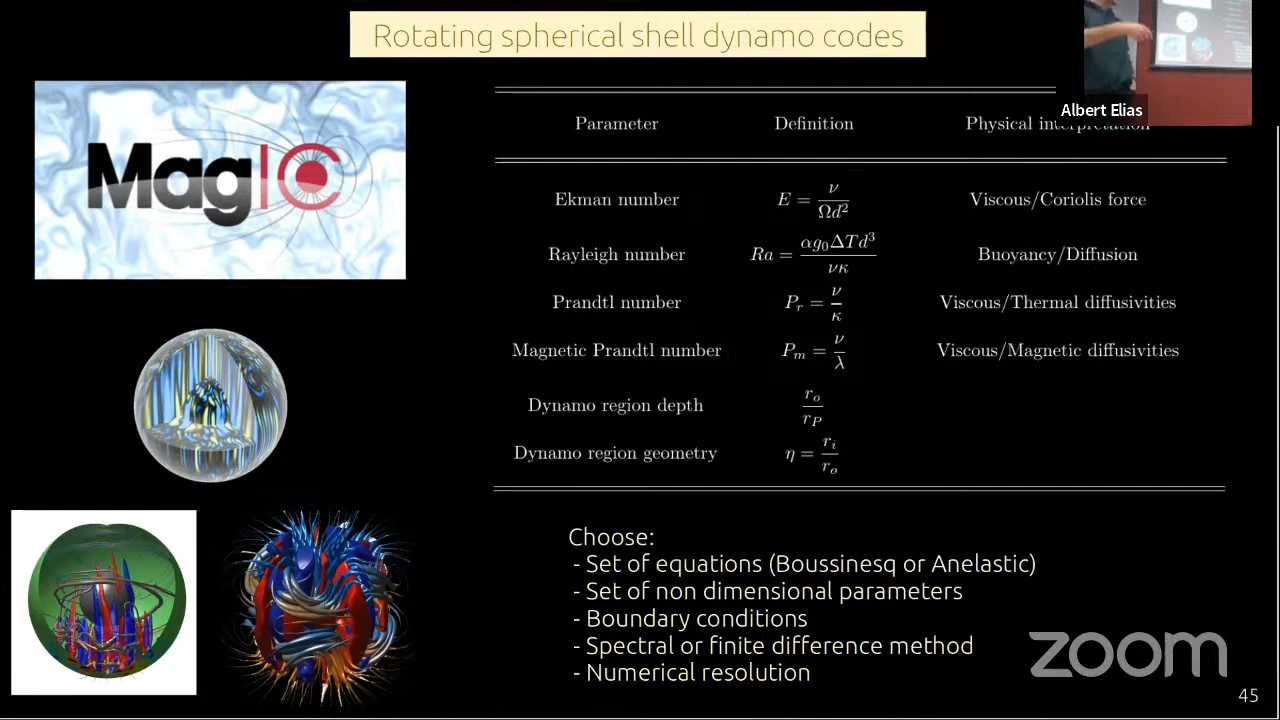 Rotating spherical shell dynamo codes
MagIC
Albert Elias
Parameter Definition Physical interpretation
Ekman number E = ν/Ωd² Viscous/Coriolis force
Rayleigh number Ra = αg₀ΔTd³/νκ Buoyancy/Diffusion
Prandtl number Pᵣ = ν/κ Viscous/Thermal diffusivities
Magnetic Prandtl number Pₘ = ν/λ Viscous/Magnetic diffusivities
Dynamo region depth rₒ/r_P
Dynamo region geometry η = rᵢ/rₒ
Choose:
- Set of equations (Boussinesq or Anelastic)
- Set of non dimensional parameters
- Boundary conditions
- Spectral or finite difference method
- Numerical resolution
zoom
45